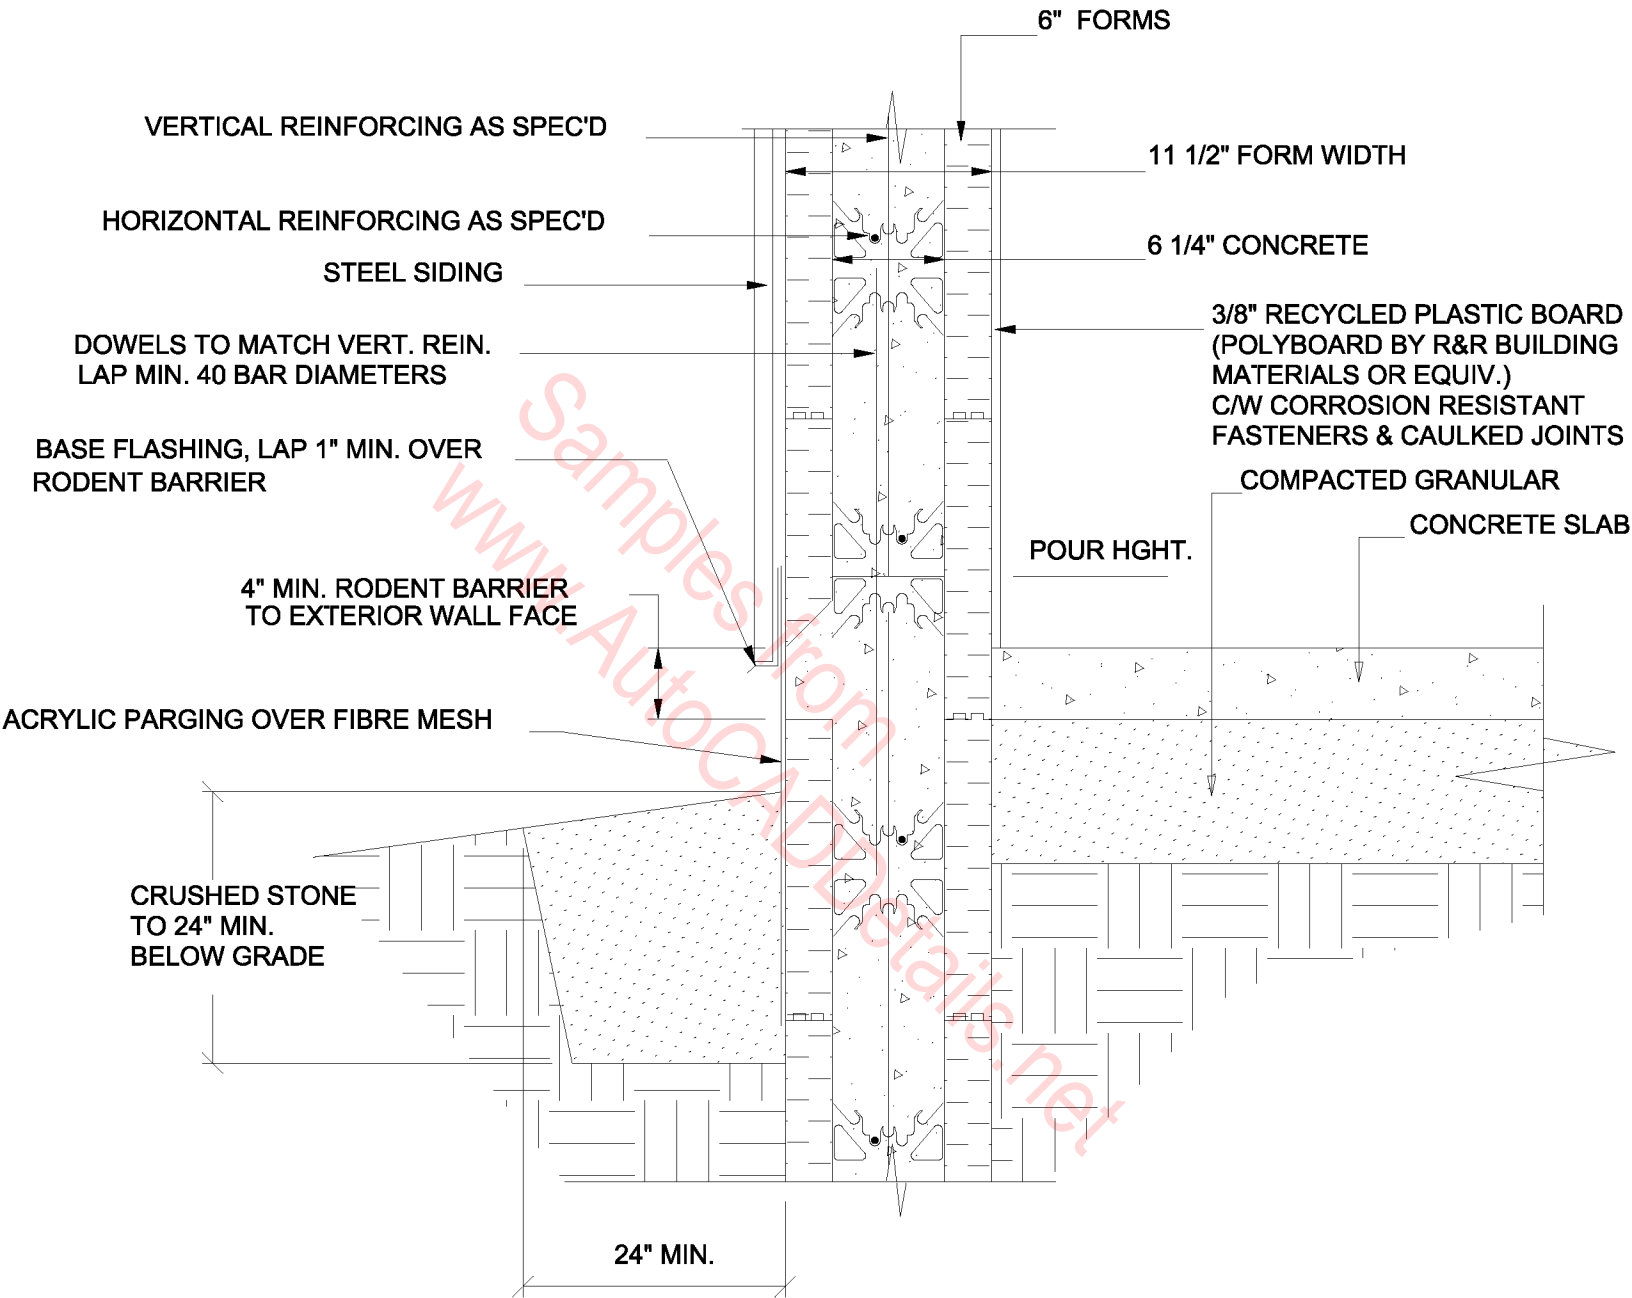 6" FORMS
VERTICAL REINFORCING AS SPEC'D
11 1/2" FORM WIDTH
HORIZONTAL REINFORCING AS SPEC'D
6 1/4" CONCRETE
STEEL SIDING
3/8" RECYCLED PLASTIC BOARD
(POLYBOARD BY R&R BUILDING
MATERIALS OR EQUIV.)
C/W CORROSION RESISTANT
FASTENERS & CAULKED JOINTS
DOWELS TO MATCH VERT. REIN.
LAP MIN. 40 BAR DIAMETERS
BASE FLASHING, LAP 1" MIN. OVER
RODENT BARRIER
COMPACTED GRANULAR
CONCRETE SLAB
POUR HGHT.
4" MIN. RODENT BARRIER
TO EXTERIOR WALL FACE
ACRYLIC PARGING OVER FIBRE MESH
CRUSHED STONE
TO 24" MIN.
BELOW GRADE
24" MIN.
Samples from
www.AutoCADDetails.net